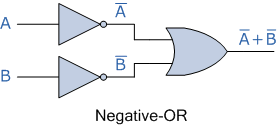 A
A̅
A̅ + B̅
B
B̅
Negative-OR